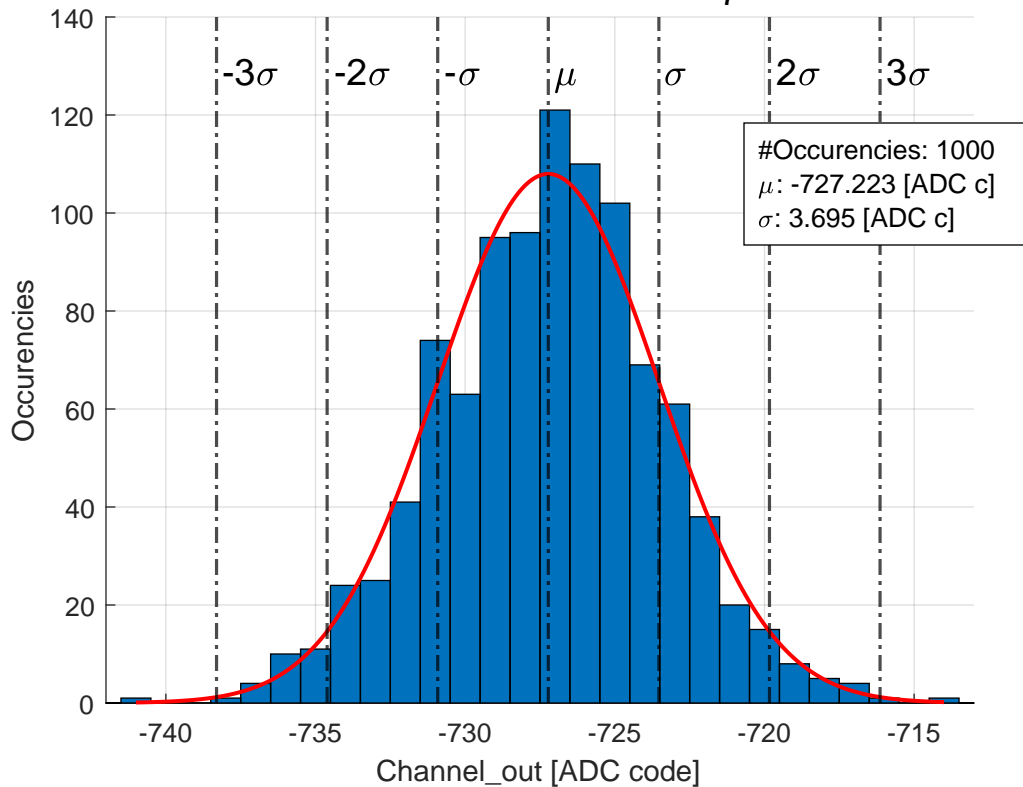 140
120
100
80
60
40
20
0
-3σ -2σ -σ μ σ 2σ 3σ
#Occurencies: 1000
μ: -727.223 [ADC c]
σ: 3.695 [ADC c]
Occurencies
-740 -735 -730 -725 -720 -715
Channel_out [ADC code]